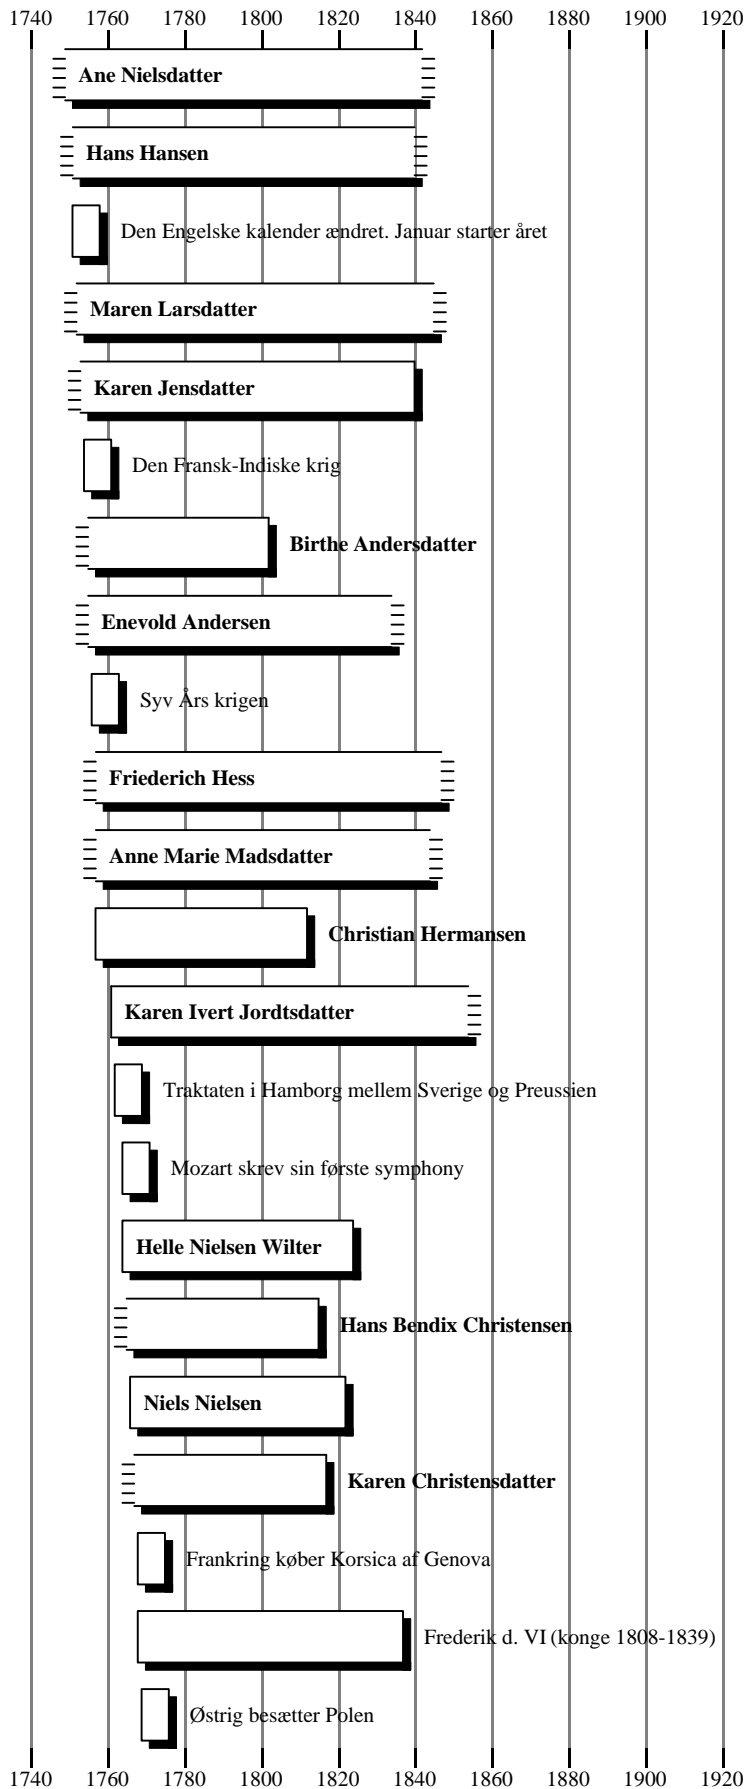 1740 1760 1780 1800 1820 1840 1860 1880 1900 1920
Ane Nielsdatter
Hans Hansen
Den Engelske kalender ændret. Januar starter året
Maren Larsdatter
Karen Jensdatter
Den Fransk-Indiske krig
Birthe Andersdatter
Enevold Andersen
Syv Års krigen
Friederich Hess
Anne Marie Madsdatter
Christian Hermansen
Karen Ivert Jordtsdatter
Traktaten i Hamborg mellem Sverige og Preussien
Mozart skrev sin første symphony
Helle Nielsen Wilter
Hans Bendix Christensen
Niels Nielsen
Karen Christensdatter
Frankring køber Korsica af Genova
Frederik d. VI (konge 1808-1839)
Østrig besætter Polen
1740 1760 1780 1800 1820 1840 1860 1880 1900 1920